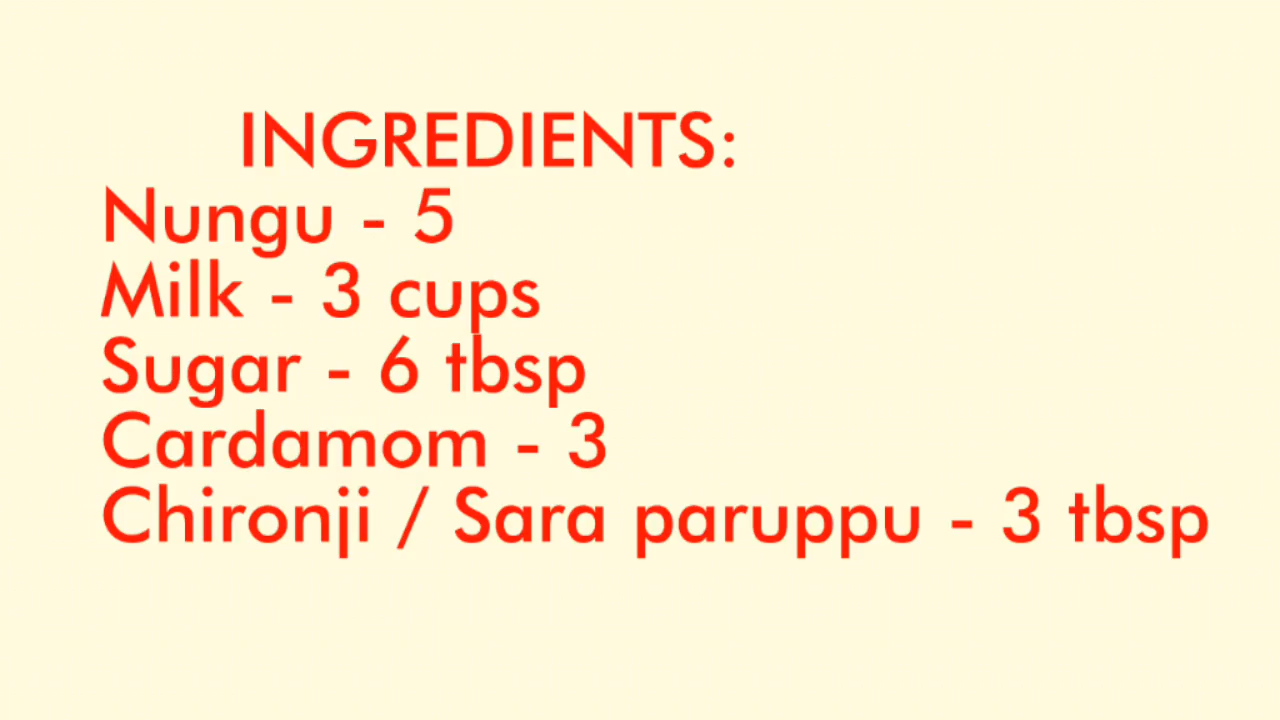 INGREDIENTS:
Nungu - 5
Milk - 3 cups
Sugar - 6 tbsp
Cardamom - 3
Chironji / Sara paruppu - 3 tbsp